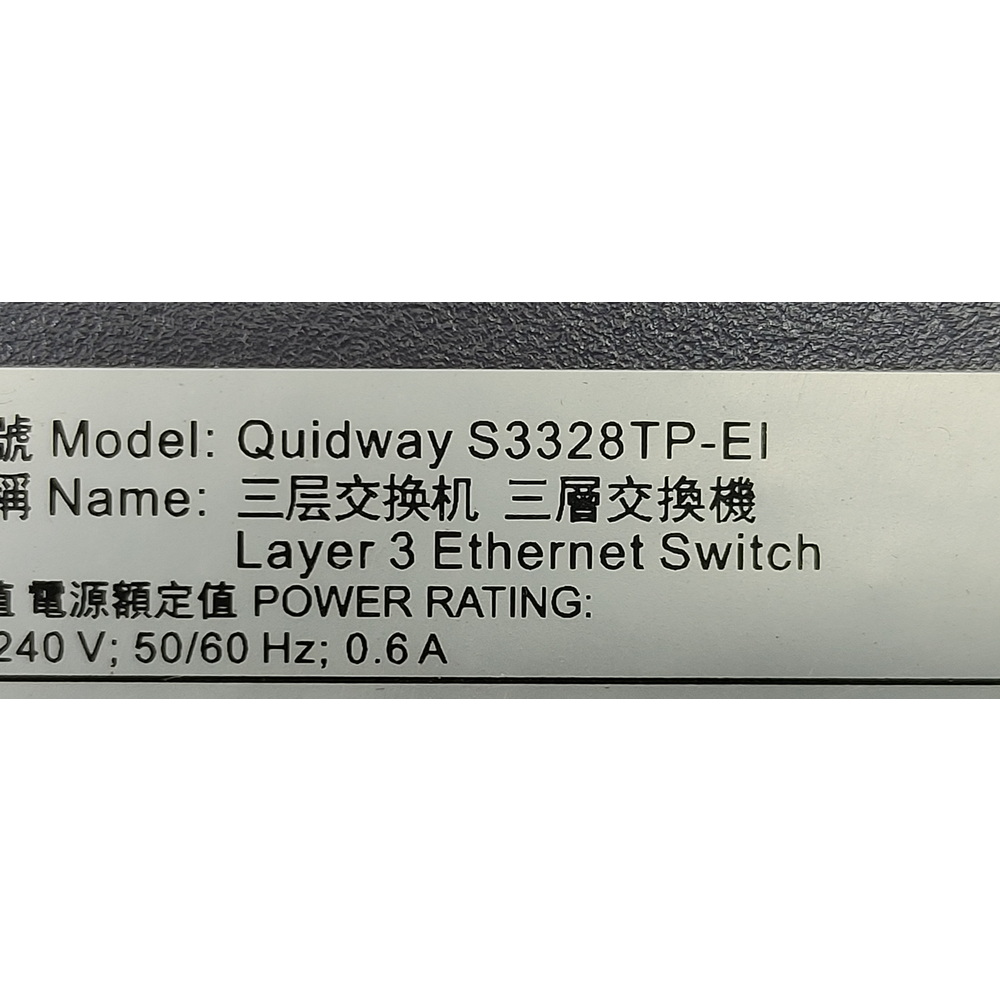 號 Model: Quidway S3328TP-EI
稱 Name: 三层交换机 三層交換機
Layer 3 Ethernet Switch
值 電源額定值 POWER RATING:
240 V; 50/60 Hz; 0.6 A